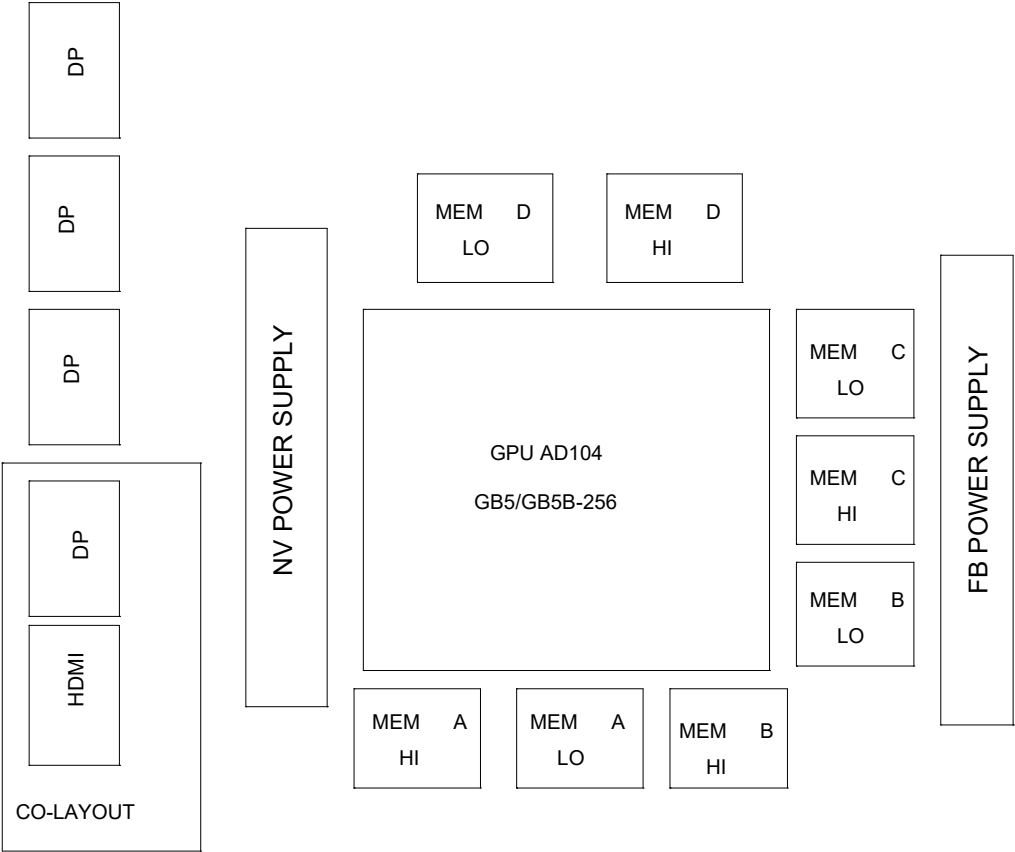 DP
DP
DP
DP
HDMI
CO-LAYOUT
NV POWER SUPPLY
MEM D
LO
MEM D
HI
GPU AD104
GB5/GB5B-256
MEM C
LO
MEM C
HI
MEM B
LO
MEM A
HI
MEM A
LO
MEM B
HI
FB POWER SUPPLY